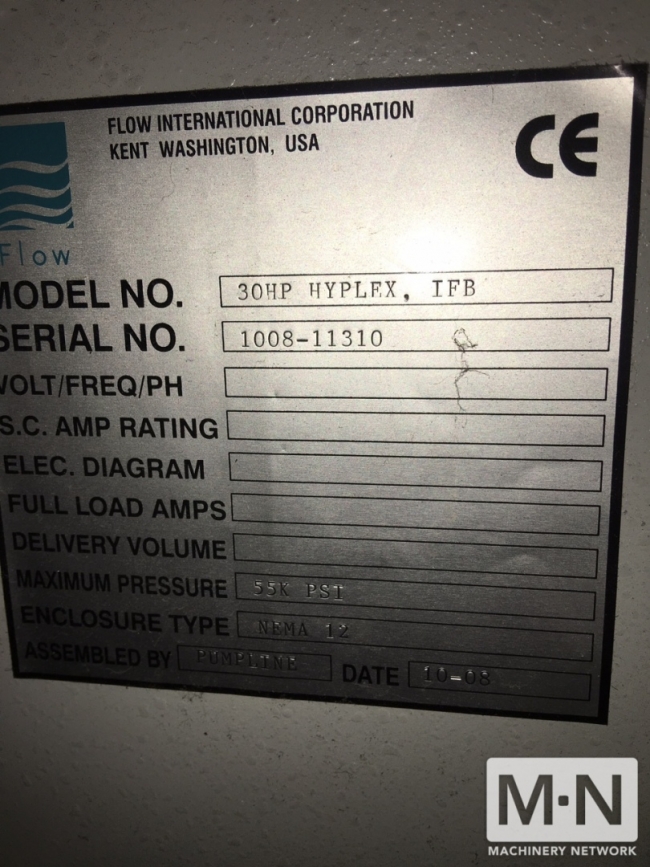 FLOW INTERNATIONAL CORPORATION
KENT WASHINGTON, USA
CE
Flow
MODEL NO. 30HP HYPLEX, IFB
SERIAL NO. 1008-11310
VOLT/FREQ/PH
S.C. AMP RATING
ELEC. DIAGRAM
FULL LOAD AMPS
DELIVERY VOLUME
MAXIMUM PRESSURE 55K PSI
ENCLOSURE TYPE NEMA 12
ASSEMBLED BY PUMPLINE DATE 10-08
M·N
MACHINERY NETWORK